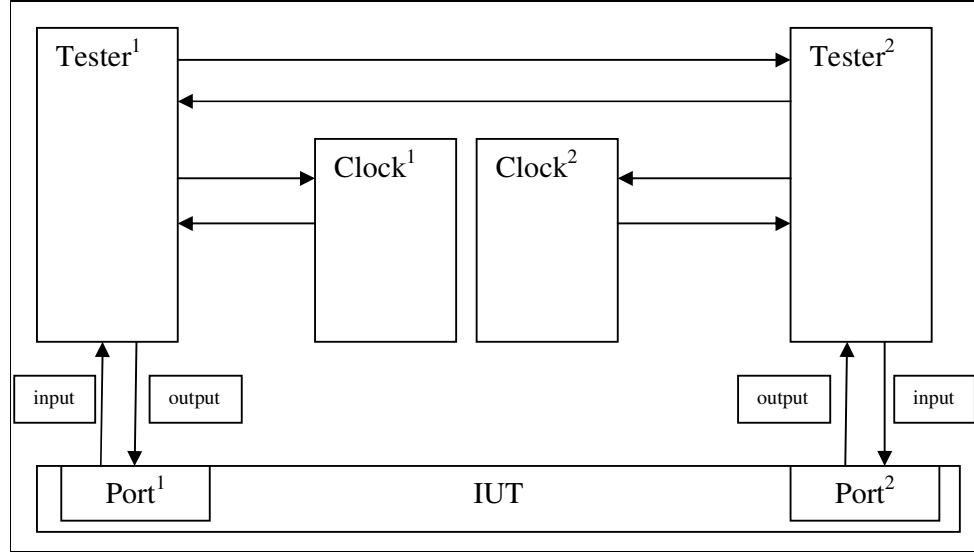 Tester¹
Tester²
Clock¹
Clock²
input
output
output
input
Port¹
IUT
Port²